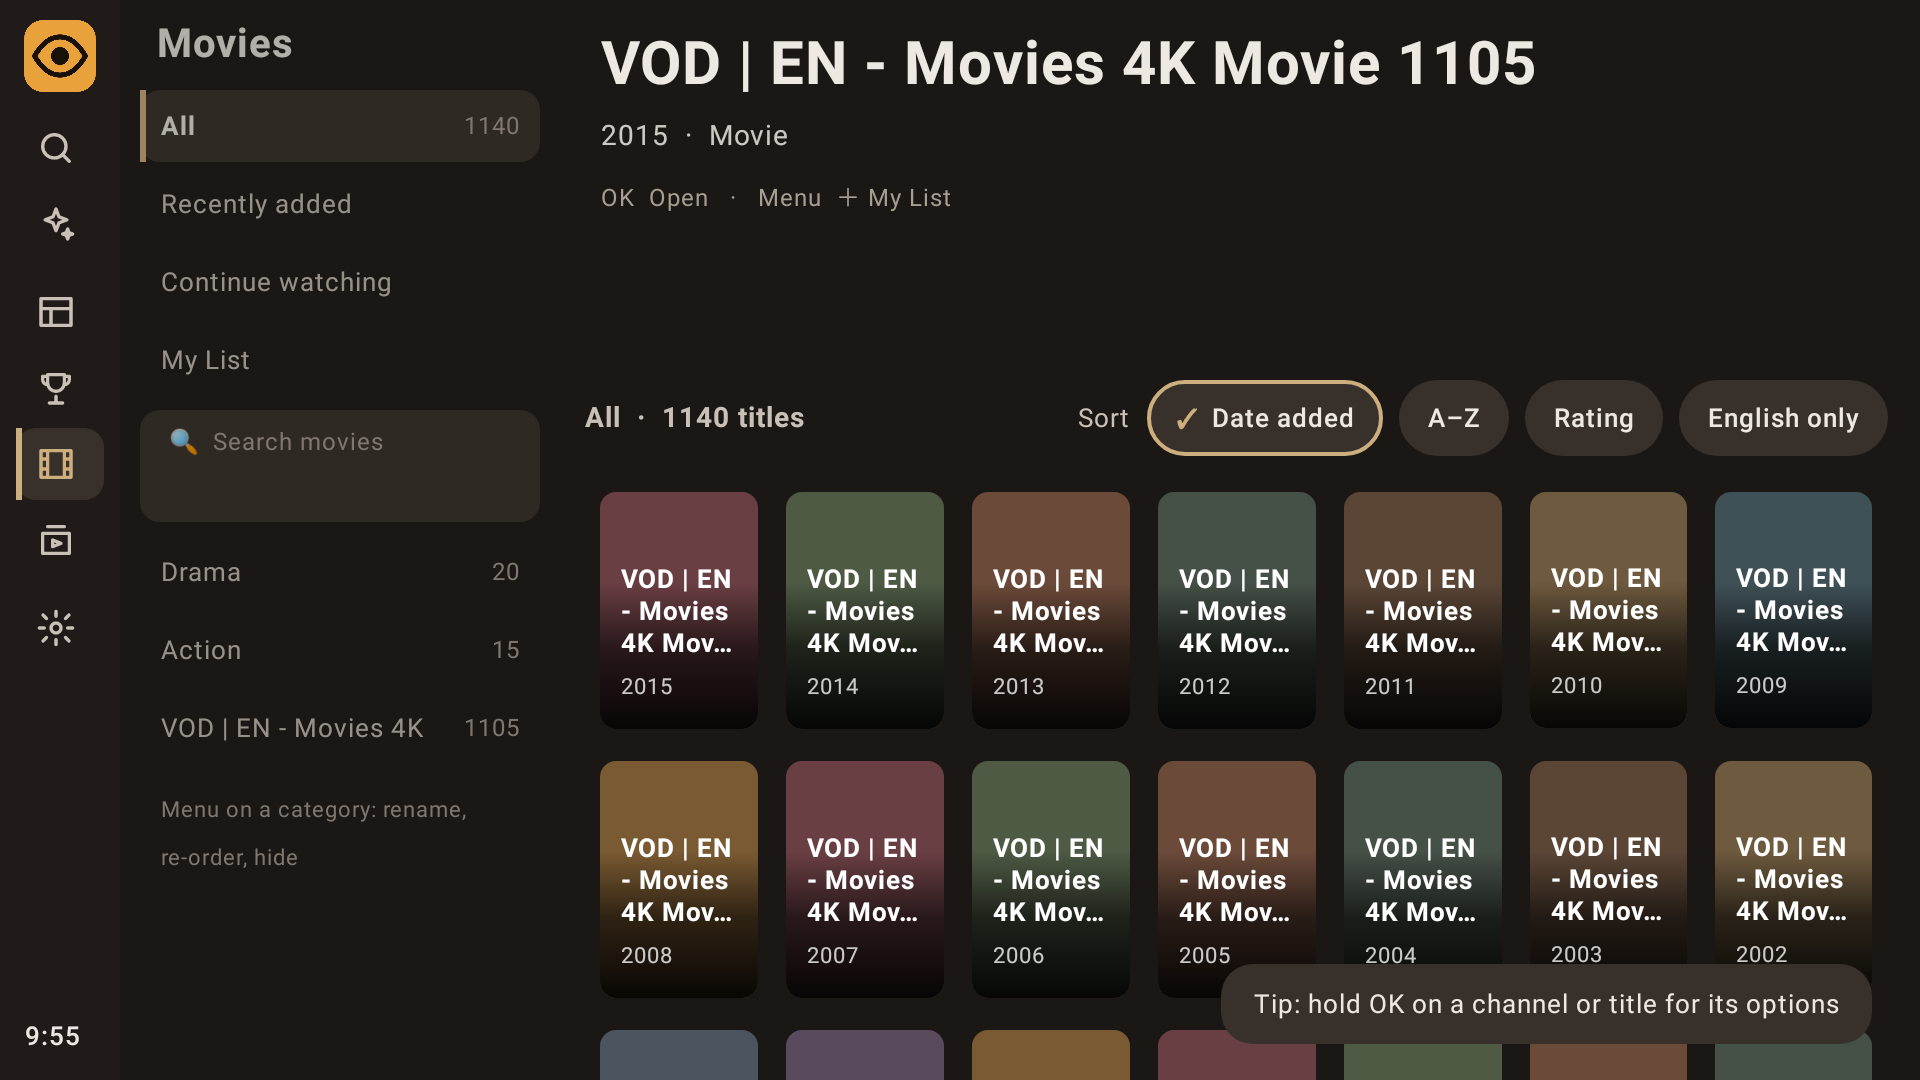 Movies
All 1140
Recently added
Continue watching
My List
Search movies
Drama 20
Action 15
VOD | EN - Movies 4K 1105
Menu on a category: rename,
re-order, hide
9:55
VOD | EN - Movies 4K Movie 1105
2015 · Movie
OK Open · Menu + My List
All · 1140 titles
Sort ✓ Date added A–Z Rating English only
VOD | EN
- Movies
4K Mov...
2015
VOD | EN
- Movies
4K Mov...
2014
VOD | EN
- Movies
4K Mov...
2013
VOD | EN
- Movies
4K Mov...
2012
VOD | EN
- Movies
4K Mov...
2011
VOD | EN
- Movies
4K Mov...
2010
VOD | EN
- Movies
4K Mov...
2009
VOD | EN
- Movies
4K Mov...
2008
VOD | EN
- Movies
4K Mov...
2007
VOD | EN
- Movies
4K Mov...
2006
VOD | EN
- Movies
4K Mov...
2005
VOD | EN
- Movies
4K Mov...
2004
VOD | EN
- Movies
4K Mov...
2003
VOD | EN
- Movies
4K Mov...
2002
Tip: hold OK on a channel or title for its options